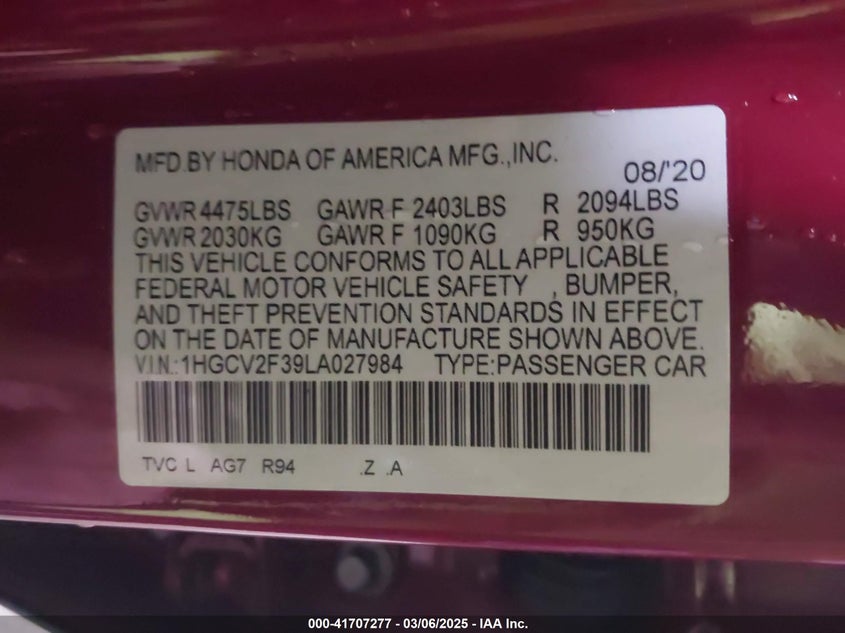 MFD.BY HONDA OF AMERICA MFG.,INC. 08/'20
GVWR 4475LBS GAWR F 2403LBS R 2094LBS
GVWR 2030KG GAWR F 1090KG R 950KG
THIS VEHICLE CONFORMS TO ALL APPLICABLE
FEDERAL MOTOR VEHICLE SAFETY , BUMPER,
AND THEFT PREVENTION STANDARDS IN EFFECT
ON THE DATE OF MANUFACTURE SHOWN ABOVE.
V.I.N.:1HGCV2F39LA027984 TYPE:PASSENGER CAR
TVC L AG7 R94 .Z .A
000-41707277 - 03/06/2025 - IAA Inc.